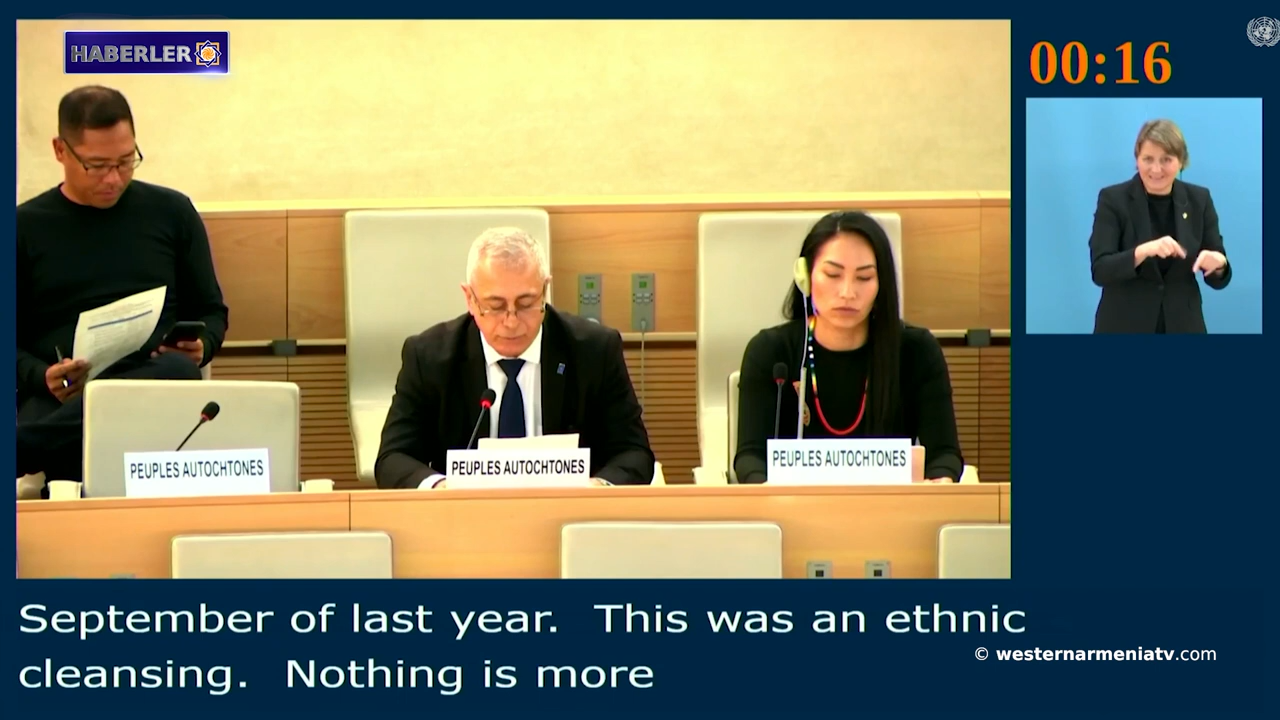 HABERLER
00:16
PEUPLES AUTOCHTONES
PEUPLES AUTOCHTONES
PEUPLES AUTOCHTONES
September of last year.  This was an ethnic
cleansing.  Nothing is more
© westernarmeniatv.com